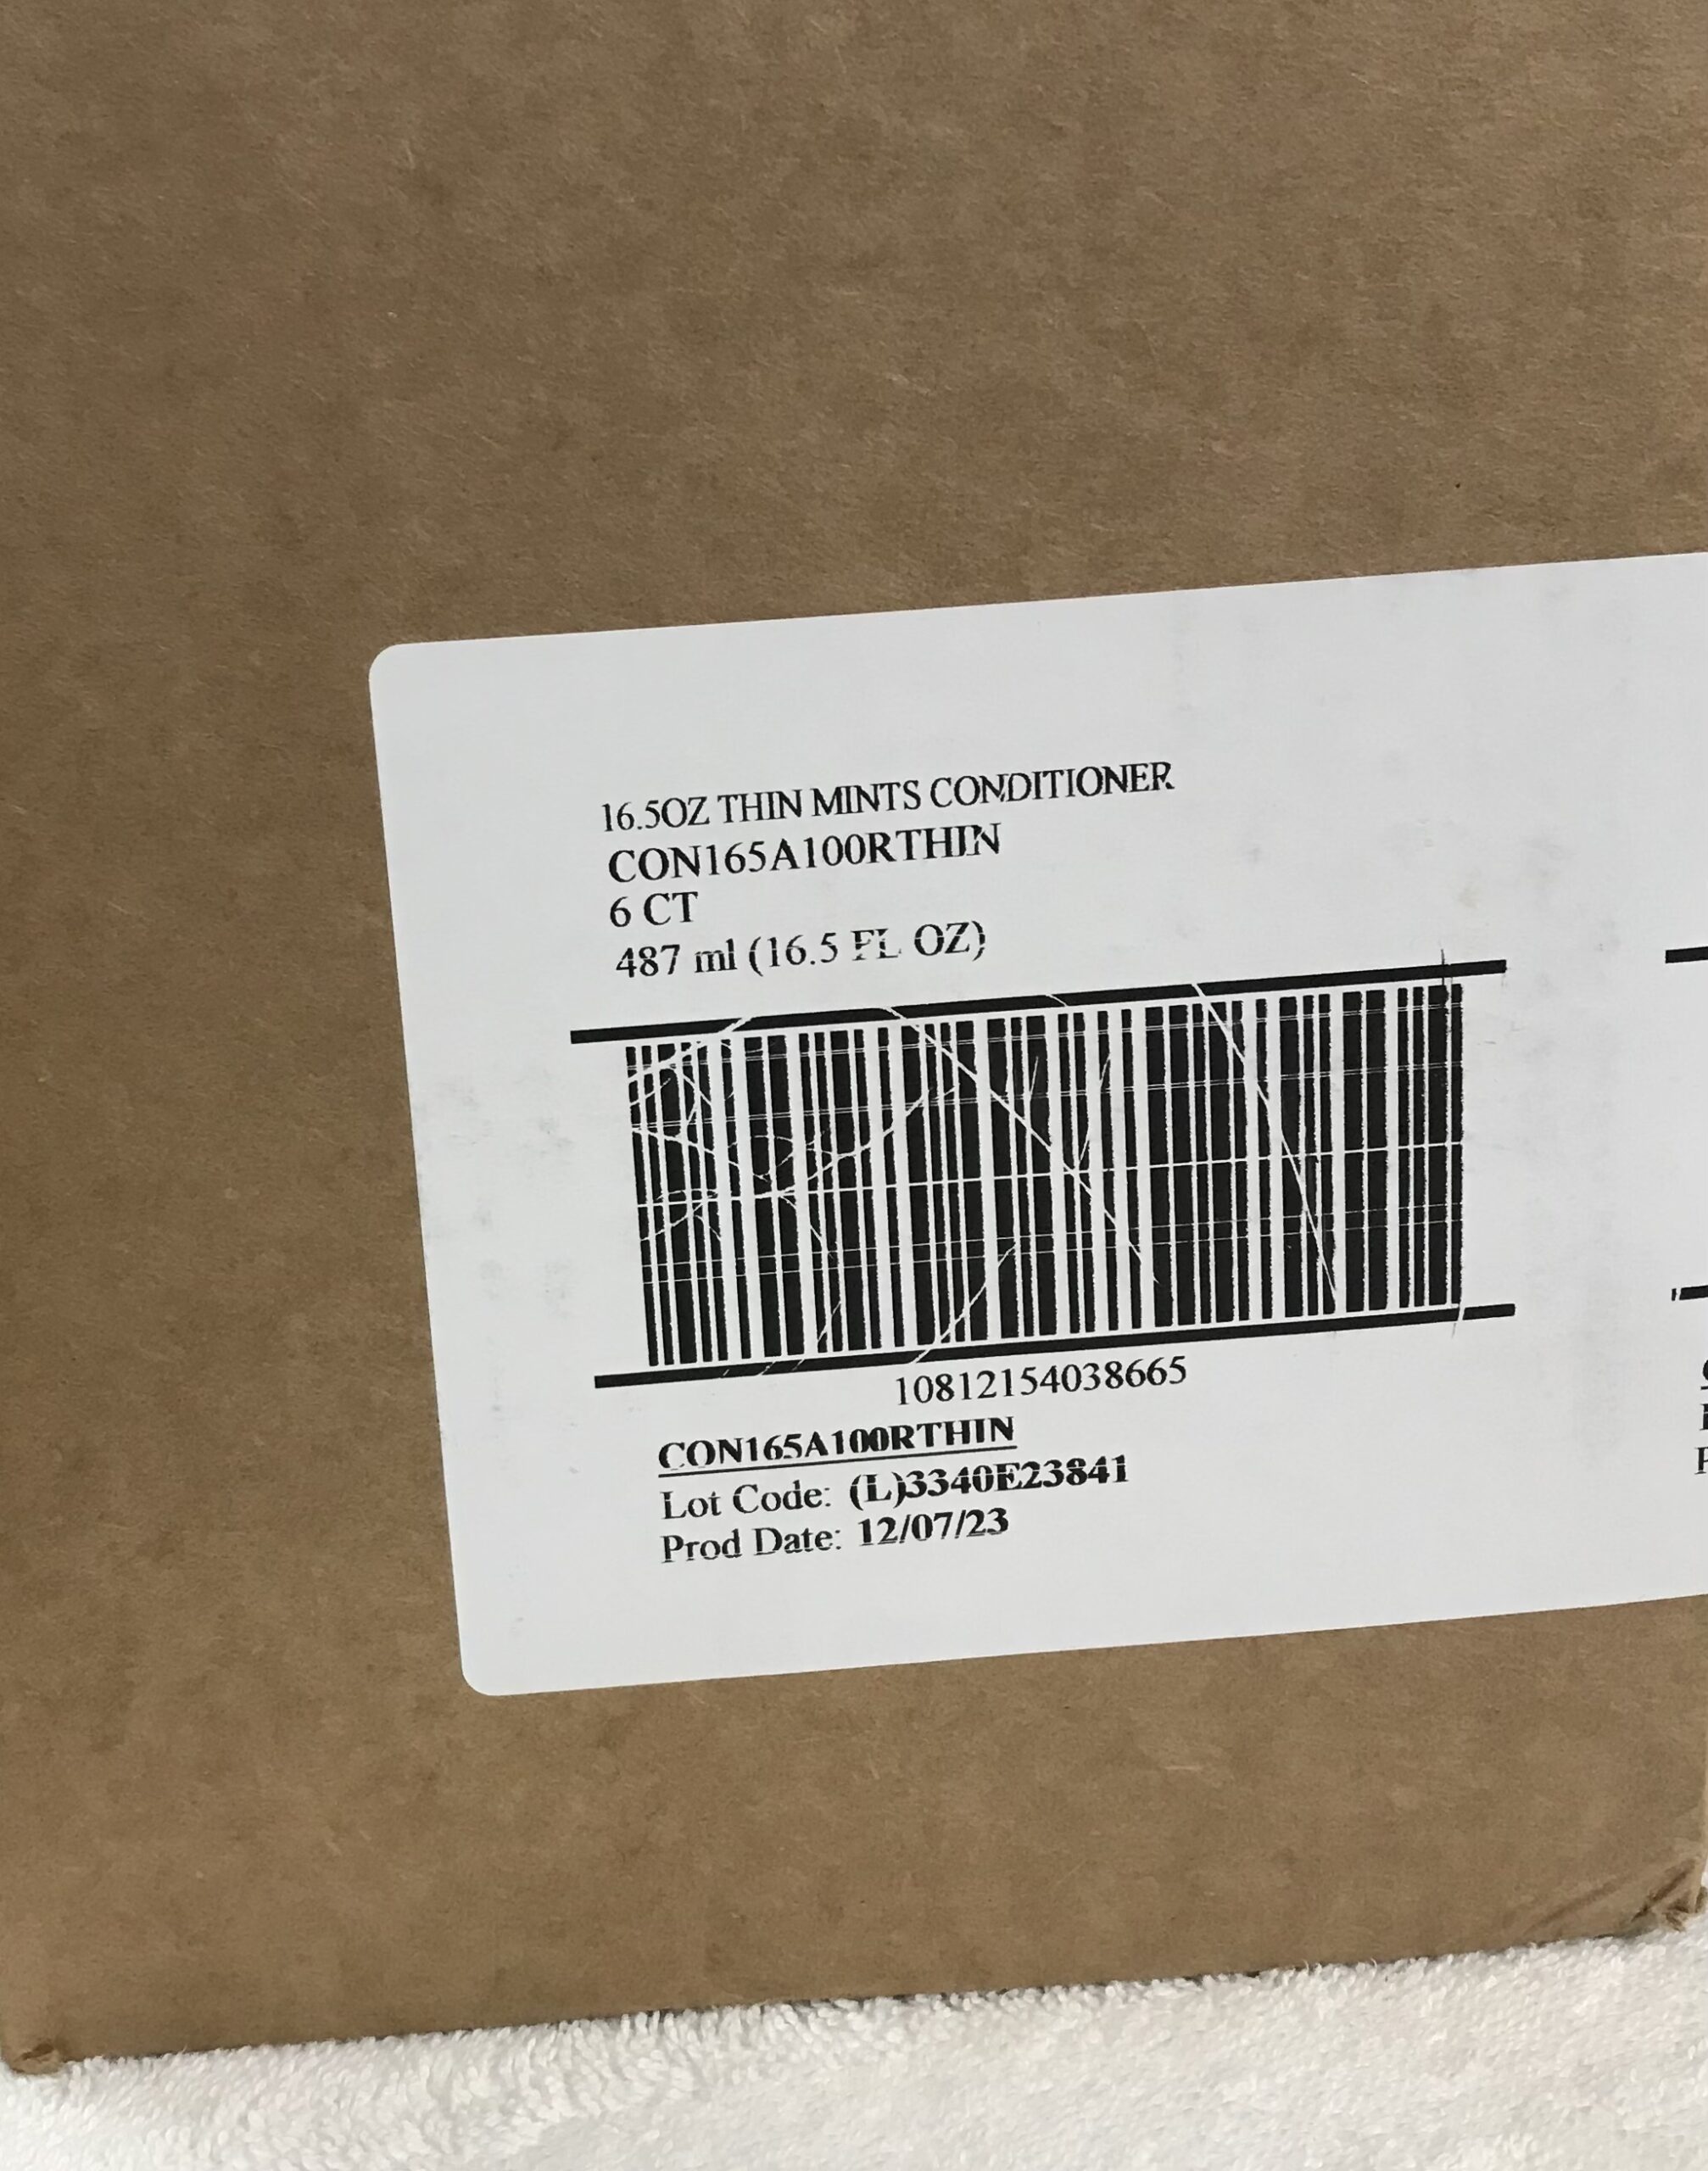 16.5OZ THIN MINTS CONDITIONER
CON165A100RTHIN
6 CT
487 ml (16.5 FL OZ)
10812154038665
CON165A100RTHIN
Lot Code: (L)3340E23841
Prod Date: 12/07/23